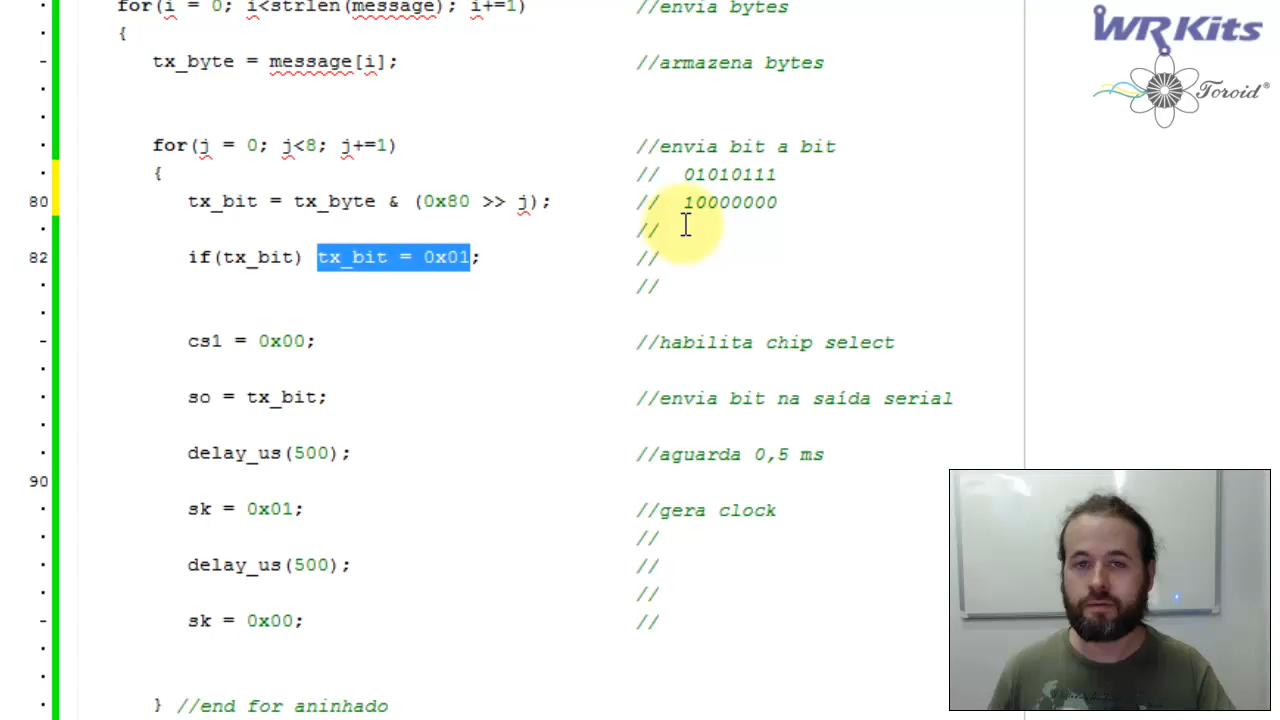 for(i = 0; i<strlen(message); i+=1) //envia bytes
{
tx_byte = message[i]; //armazena bytes
for(j = 0; j<8; j+=1) //envia bit a bit
{ // 01010111
80 tx_bit = tx_byte & (0x80 >> j); // 10000000
//
82 if(tx_bit) tx_bit = 0x01; //
//
cs1 = 0x00; //habilita chip select
so = tx_bit; //envia bit na saída serial
delay_us(500); //aguarda 0,5 ms
90
sk = 0x01; //gera clock
//
delay_us(500); //
//
sk = 0x00; //
} //end for aninhado
WR Kits
Toroid®